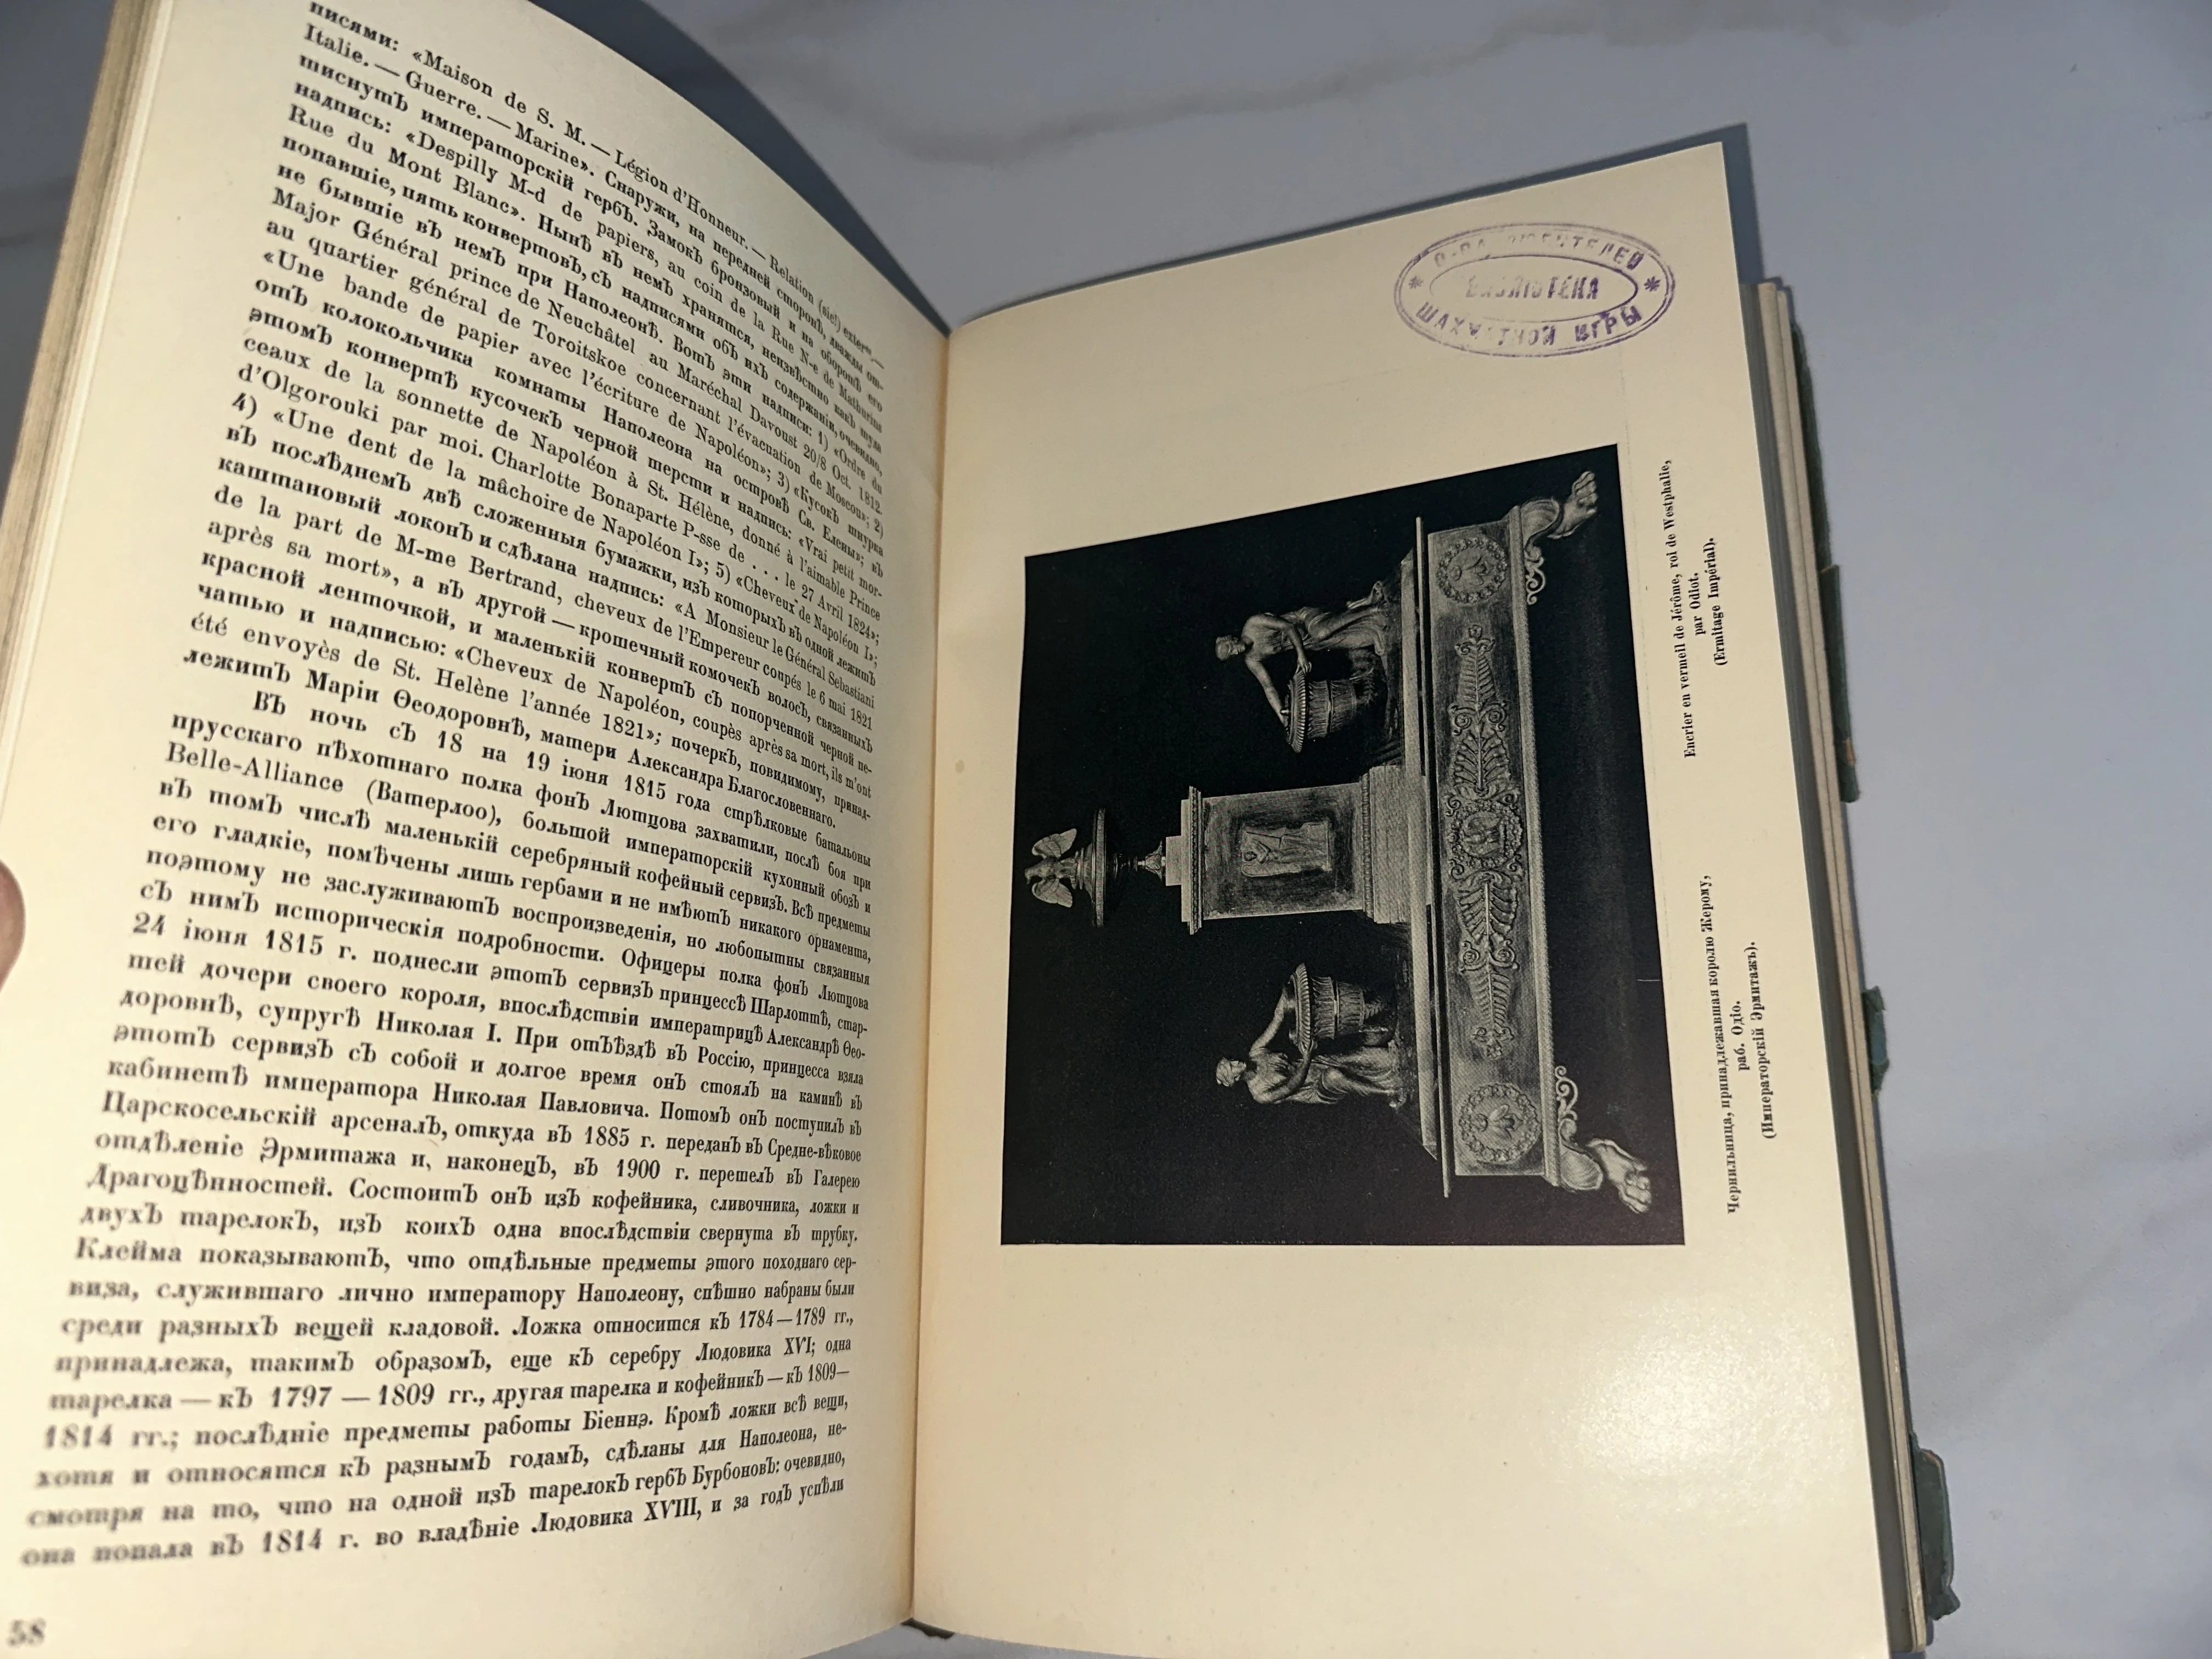 писями: «Maison de S. M. — Légion d'Honneur. — Relation (sic!) exter
Italie. — Guerre. — Marine». Снаружи, на передней сторонѣ, дважды от-
тиснутъ императорскій гербъ. Замокъ бронзовый и на оборотѣ его
надпись: «Despilly M-d de papiers, au coin de la Rue N-e de Mathurins
Rue du Mont Blanc». Нынѣ въ немъ хранятся, неизвѣстно какъ туда
попавшіе, пять конвертовъ, съ надписями объ ихъ содержаніи, очевидно,
не бывшіе въ немъ при Наполеонѣ. Вотъ эти надписи: 1) «Ordre du
Major Général prince de Neuchâtel au Maréchal Davoust 20/8 Oct. 1812.
au quartier général de Toroitskoe concernant l'évacuation de Moscou»; 2)
«Une bande de papier avec l'écriture de Napoléon»; 3) «Кусокъ шнурка
отъ колокольчика комнаты Наполеона на островѣ Св. Елены»; въ
этомъ конвертѣ кусочекъ черной шерсти и надпись: «Vrai petit mor-
ceaux de la sonnette de Napoléon à St. Hélène, donné à l'aimable Prince
d'Olgorouki par moi. Charlotte Bonaparte P-sse de . . . le 27 Avril 1824»;
4) «Une dent de la mâchoire de Napoléon I»; 5) «Cheveux de Napoléon I»;
въ послѣднемъ двѣ сложенныя бумажки, изъ которыхъ въ одной лежитъ
каштановый локонъ и сдѣлана надпись: «A Monsieur le Général Sebastiani
de la part de M-me Bertrand, cheveux de l'Empereur coupés le 6 mai 1821
après sa mort», а въ другой — крошечный комочекъ волосъ, связанныхъ
красной ленточкой, и маленькій конвертъ съ попорченной черной пе-
чатью и надписью: «Cheveux de Napoléon, coupès après sa mort, ils m'ont
été envoyès de St. Helène l'année 1821»; почеркъ, повидимому, принад-
лежитъ Маріи Ѳеодоровнѣ, матери Александра Благословеннаго.
Въ ночь съ 18 на 19 іюня 1815 года стрѣлковые батальоны
прусскаго пѣхотнаго полка фонъ Лютцова захватили, послѣ боя при
Belle-Alliance (Ватерлоо), большой императорскій кухонный обозъ и
въ томъ числѣ маленькій серебряный кофейный сервизъ. Всѣ предметы
его гладкіе, помѣчены лишь гербами и не имѣютъ никакого орнамента,
поэтому не заслуживаютъ воспроизведенія, но любопытны связанныя
съ нимъ историческія подробности. Офицеры полка фонъ Лютцова
24 іюня 1815 г. поднесли этотъ сервизъ принцессѣ Шарлоттѣ, стар-
шей дочери своего короля, впослѣдствіи императрицѣ Александрѣ Ѳео-
доровнѣ, супругѣ Николая I. При отъѣздѣ въ Россію, принцесса взяла
этотъ сервизъ съ собой и долгое время онъ стоялъ на каминѣ въ
кабинетѣ императора Николая Павловича. Потомъ онъ поступилъ въ
Царскосельскій арсеналъ, откуда въ 1885 г. переданъ въ Средне-вѣковое
отдѣленіе Эрмитажа и, наконецъ, въ 1900 г. перешелъ въ Галерею
Драгоцѣнностей. Состоитъ онъ изъ кофейника, сливочника, ложки и
двухъ тарелокъ, изъ коихъ одна впослѣдствіи свернута въ трубку.
Клейма показываютъ, что отдѣльные предметы этого походнаго сер-
виза, служившаго лично императору Наполеону, спѣшно набраны были
среди разныхъ вещей кладовой. Ложка относится къ 1784 — 1789 гг.,
принадлежа, такимъ образомъ, еще къ серебру Людовика XVI; одна
тарелка — къ 1797 — 1809 гг., другая тарелка и кофейникъ — къ 1809—
1814 гг.; послѣдніе предметы работы Біеннэ. Кромѣ ложки всѣ вещи,
хотя и относятся къ разнымъ годамъ, сдѣланы для Наполеона, не-
смотря на то, что на одной изъ тарелокъ гербъ Бурбоновъ: очевидно,
она попала въ 1814 г. во владѣніе Людовика XVIII, и за годъ успѣли
58
О-ВА ЛЮБИТЕЛЕЙ
БИБЛІОТЕКА
ШАХМАТНОЙ ИГРЫ
Encrier en vermeil de Jérôme, roi de Westphalie,
par Odiot.
(Ermitage Impérial).
Чернильница, принадлежавшая королю Жерому,
раб. Одіо.
(Императорскій Эрмитажъ).